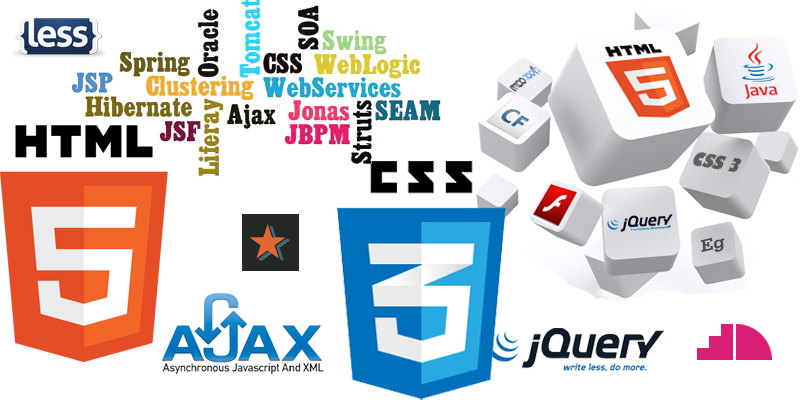 {less}
Spring
Oracle
Tomcat
SOA
Swing
CSS
WebLogic
JSP
Clustering
WebServices
Hibernate
Liferay
Ajax
Jonas
Struts
SEAM
JSF
JBPM
HTML
5
CSS
3
AJAX
Asynchronous Javascript And XML
jQuery
write less, do more.
HTML
5
Java
CF
CSS 3
jQuery
Eg